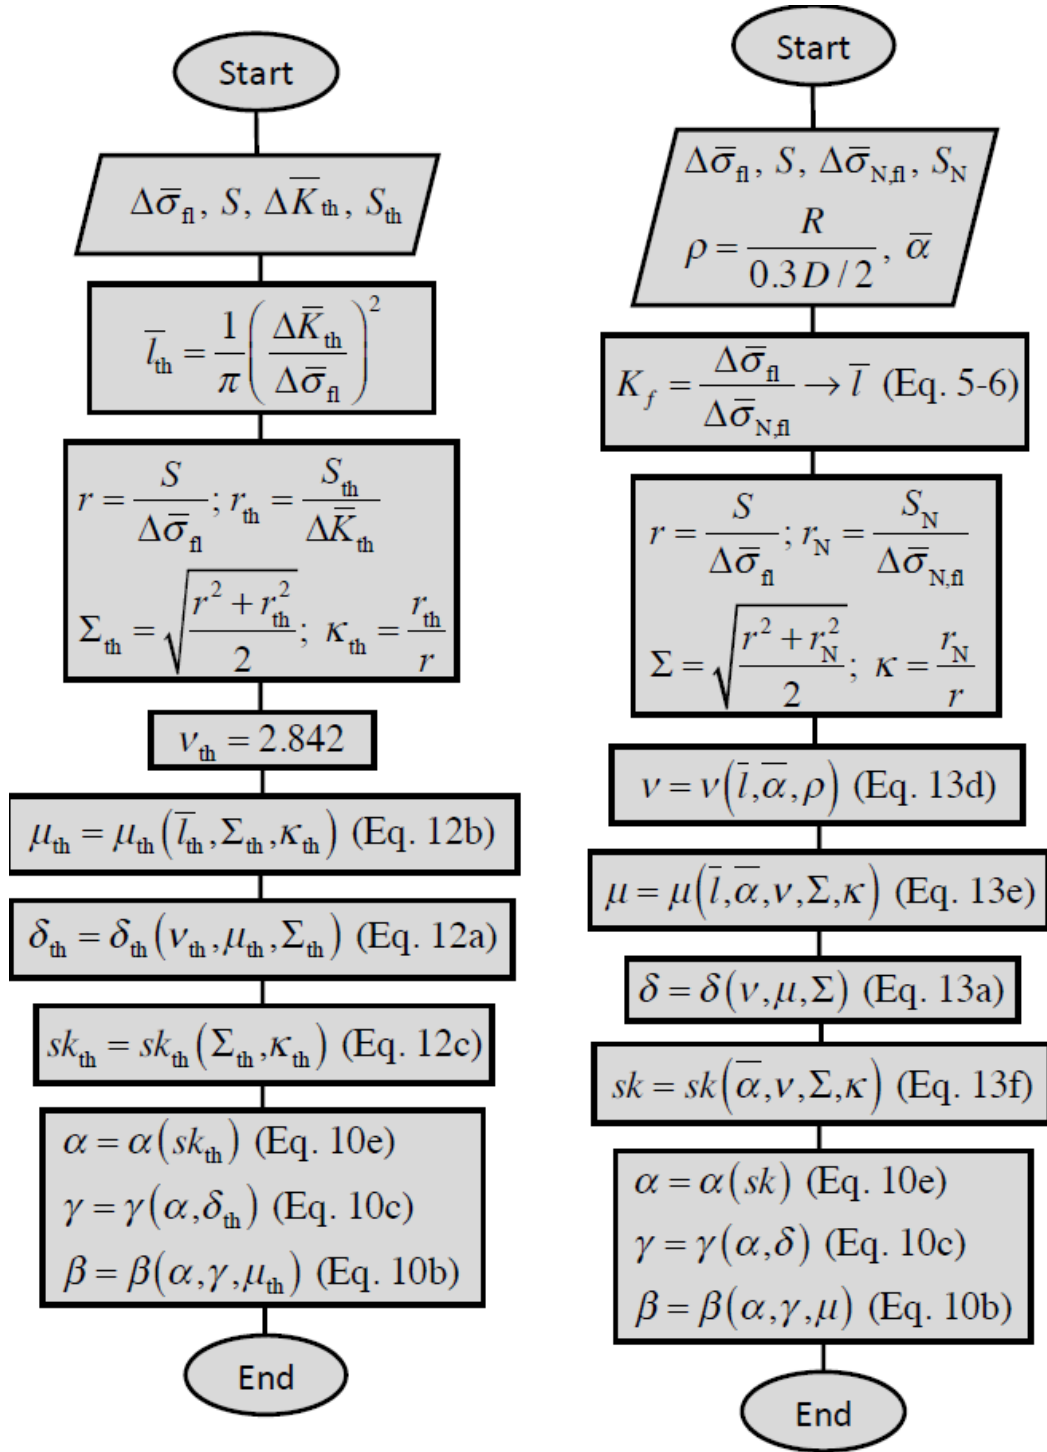 Start
Δσ̅_fl, S, ΔK̅_th, S_th
l̅_th = 1/π (ΔK̅_th / Δσ̅_fl)²
r = S / Δσ̅_fl; r_th = S_th / ΔK̅_th
Σ_th = √((r² + r_th²) / 2); κ_th = r_th / r
ν_th = 2.842
μ_th = μ_th(l̅_th, Σ_th, κ_th) (Eq. 12b)
δ_th = δ_th(ν_th, μ_th, Σ_th) (Eq. 12a)
sk_th = sk_th(Σ_th, κ_th) (Eq. 12c)
α = α(sk_th) (Eq. 10e)
γ = γ(α, δ_th) (Eq. 10c)
β = β(α, γ, μ_th) (Eq. 10b)
End
Start
Δσ̅_fl, S, Δσ̅_N,fl, S_N
ρ = R / (0.3 D / 2), α̅
K_f = Δσ̅_fl / Δσ̅_N,fl → l̅ (Eq. 5-6)
r = S / Δσ̅_fl; r_N = S_N / Δσ̅_N,fl
Σ = √((r² + r_N²) / 2); κ = r_N / r
ν = ν(l̅, α̅, ρ) (Eq. 13d)
μ = μ(l̅, α̅, ν, Σ, κ) (Eq. 13e)
δ = δ(ν, μ, Σ) (Eq. 13a)
sk = sk(α̅, ν, Σ, κ) (Eq. 13f)
α = α(sk) (Eq. 10e)
γ = γ(α, δ) (Eq. 10c)
β = β(α, γ, μ) (Eq. 10b)
End